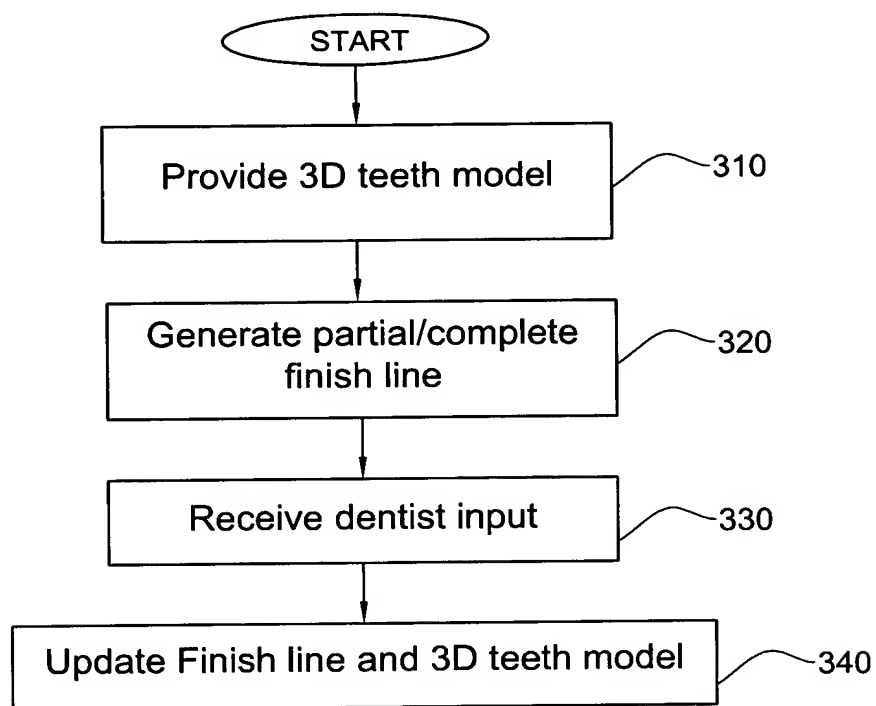 START
Provide 3D teeth model
310
Generate partial/complete
finish line
320
Receive dentist input
330
Update Finish line and 3D teeth model
340